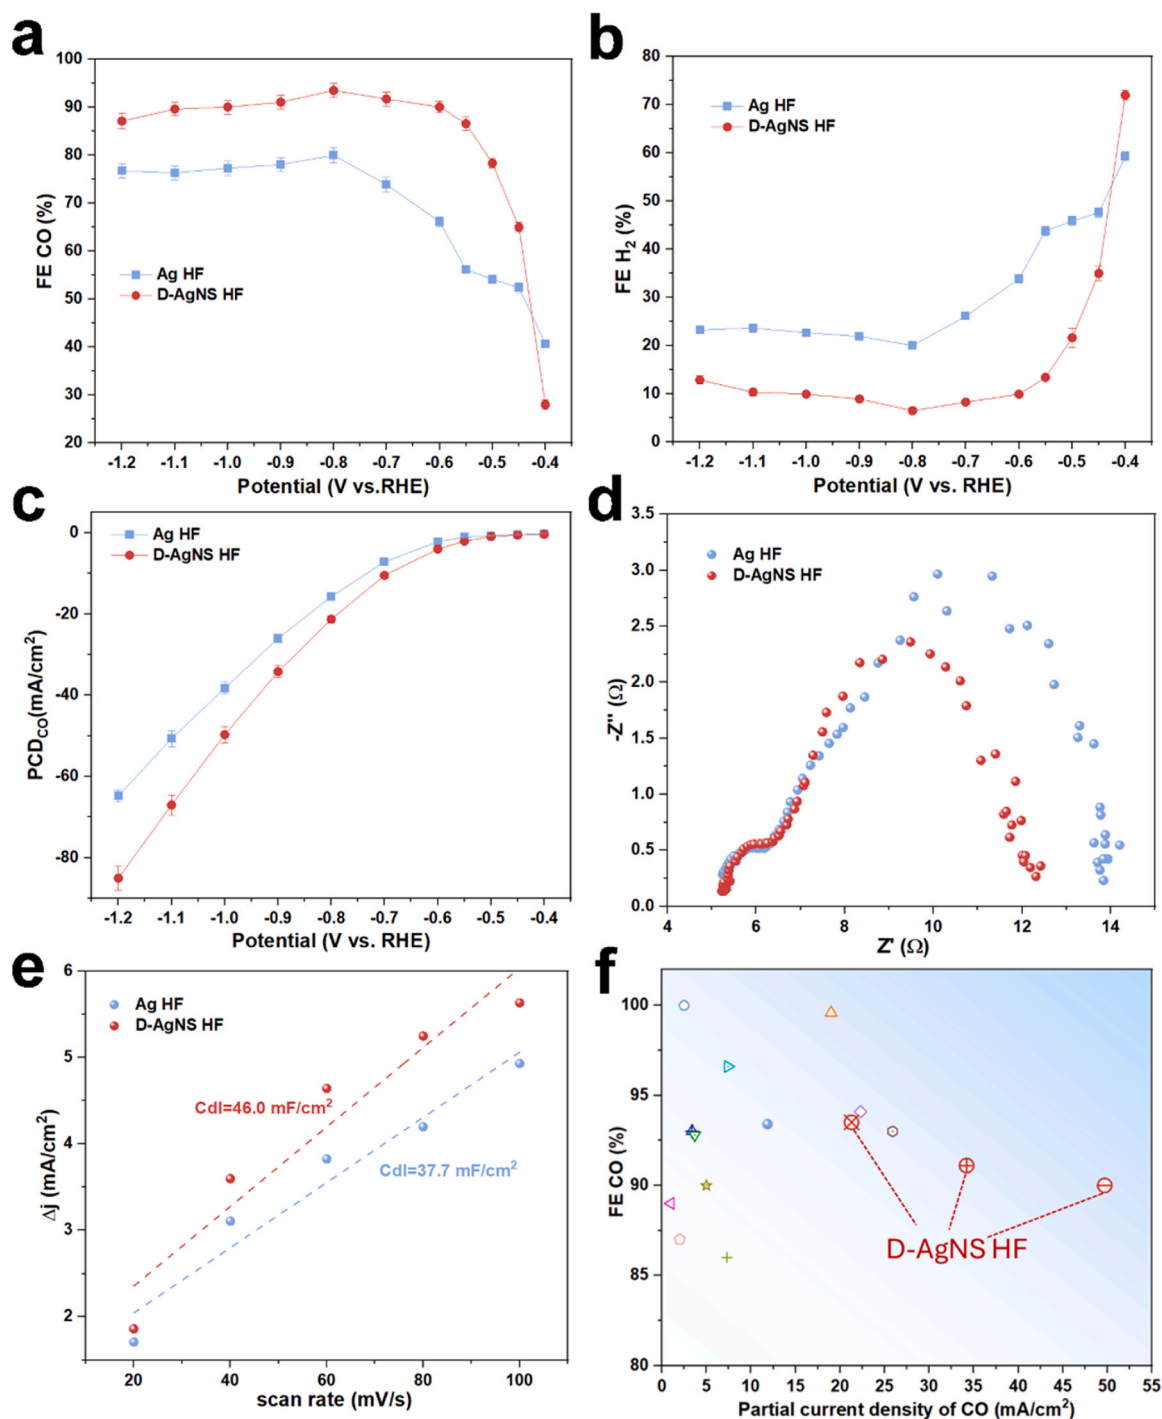 a
100
90
80
70
60
50
40
30
20
FE CO (%)
Ag HF
D-AgNS HF
-1.2 -1.1 -1.0 -0.9 -0.8 -0.7 -0.6 -0.5 -0.4
Potential (V vs.RHE)
b
80
70
60
50
40
30
20
10
0
FE H₂ (%)
Ag HF
D-AgNS HF
-1.2 -1.1 -1.0 -0.9 -0.8 -0.7 -0.6 -0.5 -0.4
Potential (V vs. RHE)
c
0
-20
-40
-60
-80
PCD_CO(mA/cm²)
Ag HF
D-AgNS HF
-1.2 -1.1 -1.0 -0.9 -0.8 -0.7 -0.6 -0.5 -0.4
Potential (V vs. RHE)
d
3.5
3.0
2.5
2.0
1.5
1.0
0.5
0.0
-Z'' (Ω)
Ag HF
D-AgNS HF
4 6 8 10 12 14
Z' (Ω)
e
6
5
4
3
2
Δj (mA/cm²)
Ag HF
D-AgNS HF
Cdl=46.0 mF/cm²
Cdl=37.7 mF/cm²
20 40 60 80 100
scan rate (mV/s)
f
100
95
90
85
80
FE CO (%)
D-AgNS HF
0 5 10 15 20 25 30 35 40 45 50 55
Partial current density of CO (mA/cm²)